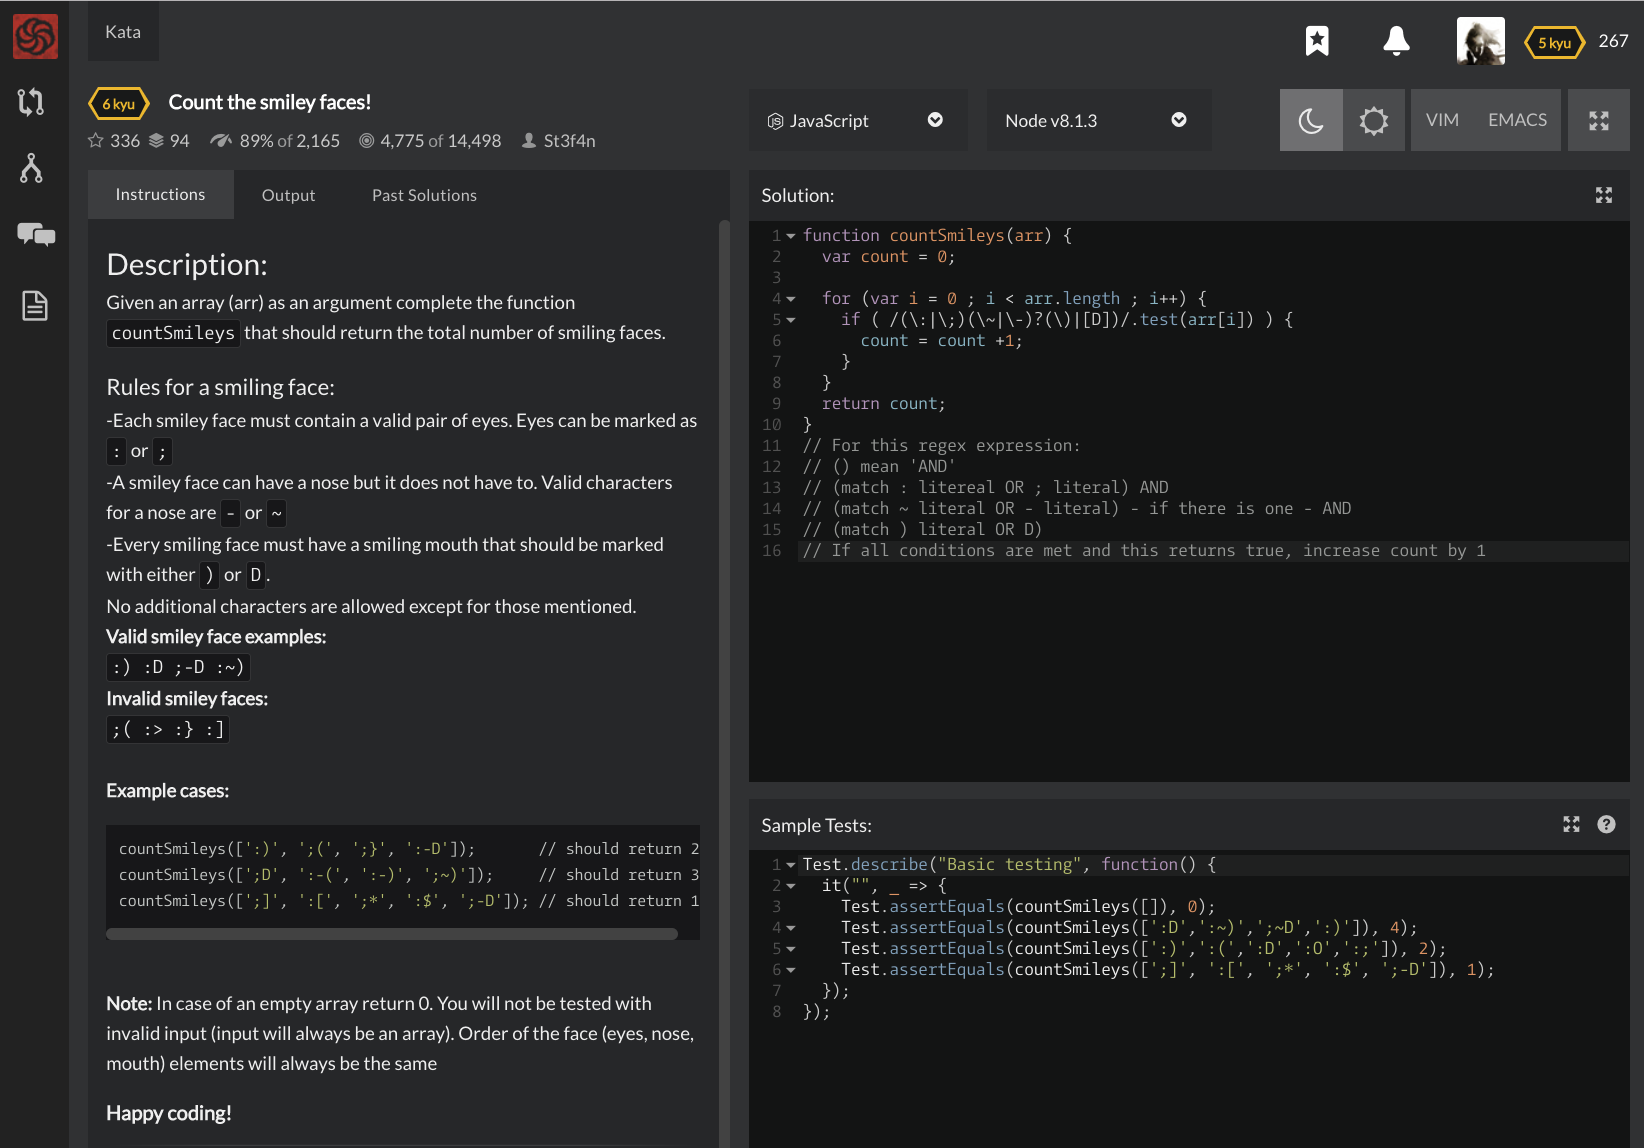 Kata
5 kyu 267
6 kyu Count the smiley faces!
336 94 89% of 2,165 4,775 of 14,498 St3f4n
JavaScript
Node v8.1.3
VIM EMACS
Instructions Output Past Solutions
Description:
Given an array (arr) as an argument complete the function
countSmileys that should return the total number of smiling faces.
Rules for a smiling face:
-Each smiley face must contain a valid pair of eyes. Eyes can be marked as
: or ;
-A smiley face can have a nose but it does not have to. Valid characters
for a nose are - or ~
-Every smiling face must have a smiling mouth that should be marked
with either ) or D.
No additional characters are allowed except for those mentioned.
Valid smiley face examples:
:) :D ;-D :~)
Invalid smiley faces:
;( :> :} :]
Example cases:
countSmileys([':)', ';(', ';}', ':-D']);       // should return 2
countSmileys([';D', ':-(', ':-)', ';~)']);     // should return 3
countSmileys([';]', ':[', ';*', ':$', ';-D']); // should return 1
Note: In case of an empty array return 0. You will not be tested with
invalid input (input will always be an array). Order of the face (eyes, nose,
mouth) elements will always be the same
Happy coding!
Solution:
1 function countSmileys(arr) {
2   var count = 0;
3
4   for (var i = 0 ; i < arr.length ; i++) {
5     if ( /(\:|\;)(\~|\-)?(\)|[D])/.test(arr[i]) ) {
6       count = count +1;
7     }
8   }
9   return count;
10 }
11 // For this regex expression:
12 // () mean 'AND'
13 // (match : litereal OR ; literal) AND
14 // (match ~ literal OR - literal) - if there is one - AND
15 // (match ) literal OR D)
16 // If all conditions are met and this returns true, increase count by 1
Sample Tests:
1 Test.describe("Basic testing", function() {
2   it("", _ => {
3     Test.assertEquals(countSmileys([]), 0);
4     Test.assertEquals(countSmileys([':D',':~)',';~D',':)']), 4);
5     Test.assertEquals(countSmileys([':)',':(',':D',':O',':;']), 2);
6     Test.assertEquals(countSmileys([';]', ':[', ';*', ':$', ';-D']), 1);
7   });
8 });